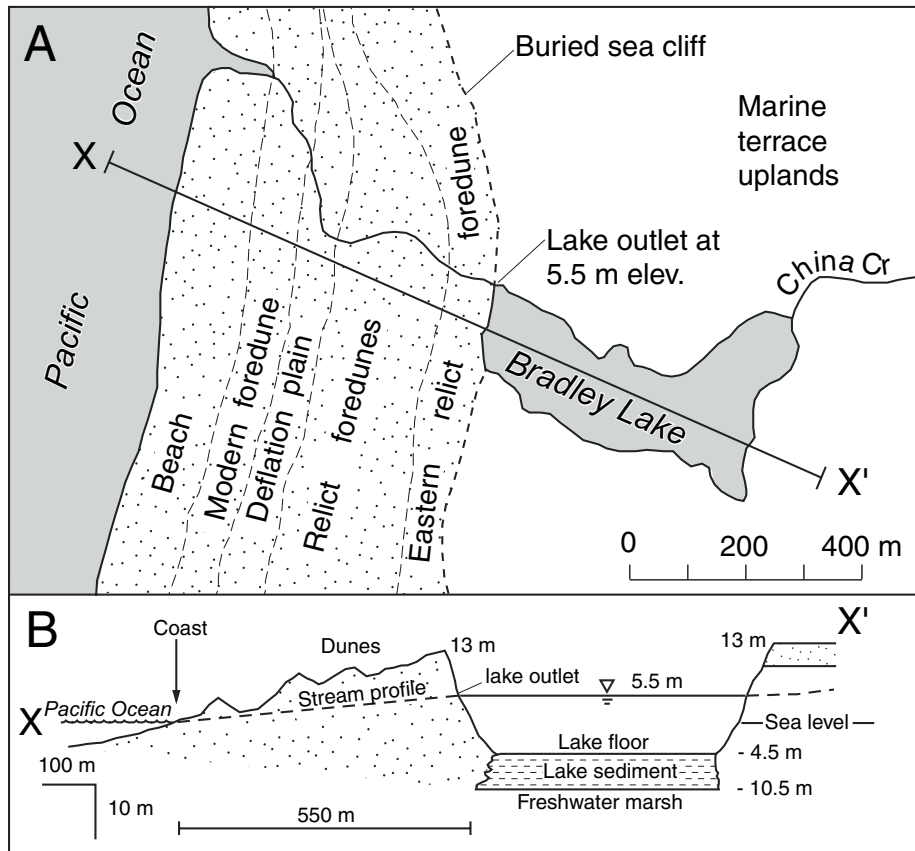 A
Pacific
Ocean
Buried sea cliff
Marine
terrace
uplands
X
Lake outlet at
5.5 m elev.
China Cr
Beach
Modern foredune
Deflation plain
Relict
foredunes
Eastern
relict
foredune
Bradley Lake
X'
0
200
400 m
B
X'
Coast
Dunes
13 m
13 m
lake outlet
5.5 m
Stream profile
X
Pacific Ocean
Sea level
Lake floor
- 4.5 m
Lake sediment
- 10.5 m
Freshwater marsh
100 m
10 m
550 m